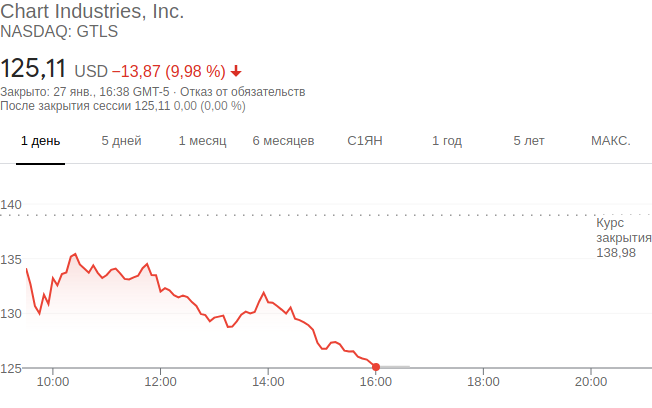 Chart Industries, Inc.
NASDAQ: GTLS
125,11 USD −13,87 (9,98 %)
Закрыто: 27 янв., 16:38 GMT-5 · Отказ от обязательств
После закрытия сессии 125,11 0,00 (0,00 %)
1 день 5 дней 1 месяц 6 месяцев С1ЯН 1 год 5 лет МАКС.
140
Курс
закрытия
138,98
135
130
125
10:00 12:00 14:00 16:00 18:00 20:00